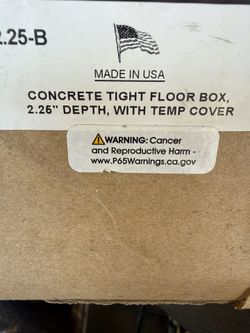 2.25-B
MADE IN USA
CONCRETE TIGHT FLOOR BOX,
2.25" DEPTH, WITH TEMP COVER
WARNING: Cancer
and Reproductive Harm -
www.P65Warnings.ca.gov